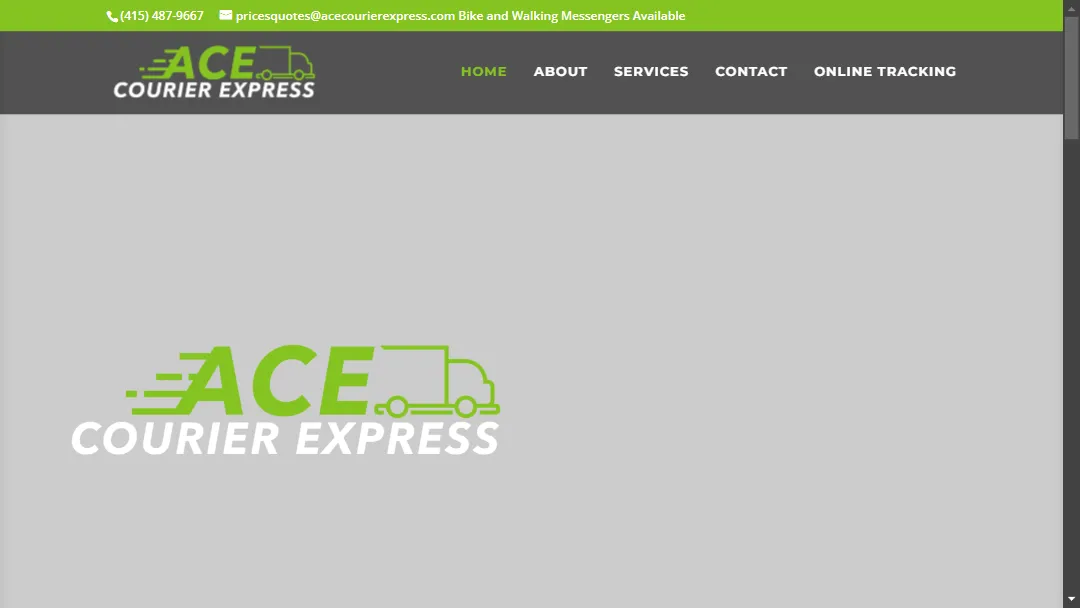 (415) 487-9667 pricesquotes@acecourierexpress.com Bike and Walking Messengers Available
ACE
COURIER EXPRESS
HOME ABOUT SERVICES CONTACT ONLINE TRACKING
ACE
COURIER EXPRESS